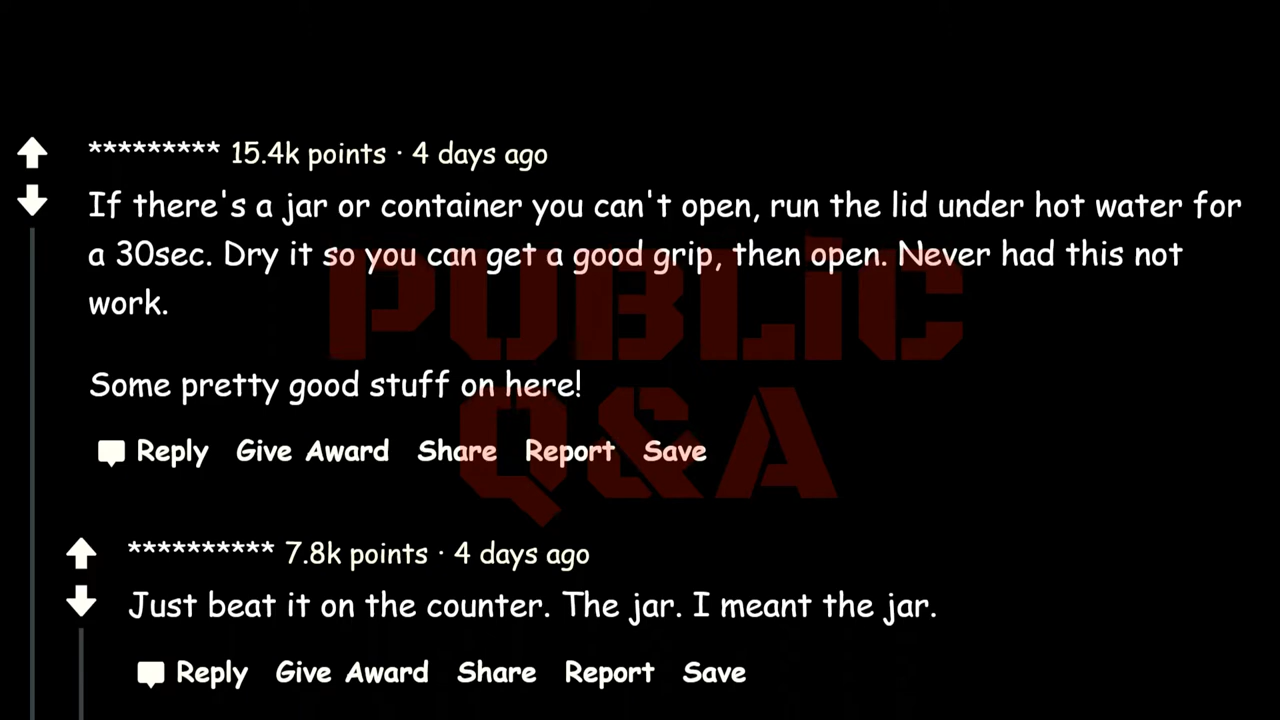 ********* 15.4k points · 4 days ago
If there's a jar or container you can't open, run the lid under hot water for
a 30sec. Dry it so you can get a good grip, then open. Never had this not
work.
Some pretty good stuff on here!
Reply Give Award Share Report Save
PUBLiC
Q&A
********** 7.8k points · 4 days ago
Just beat it on the counter. The jar. I meant the jar.
Reply Give Award Share Report Save